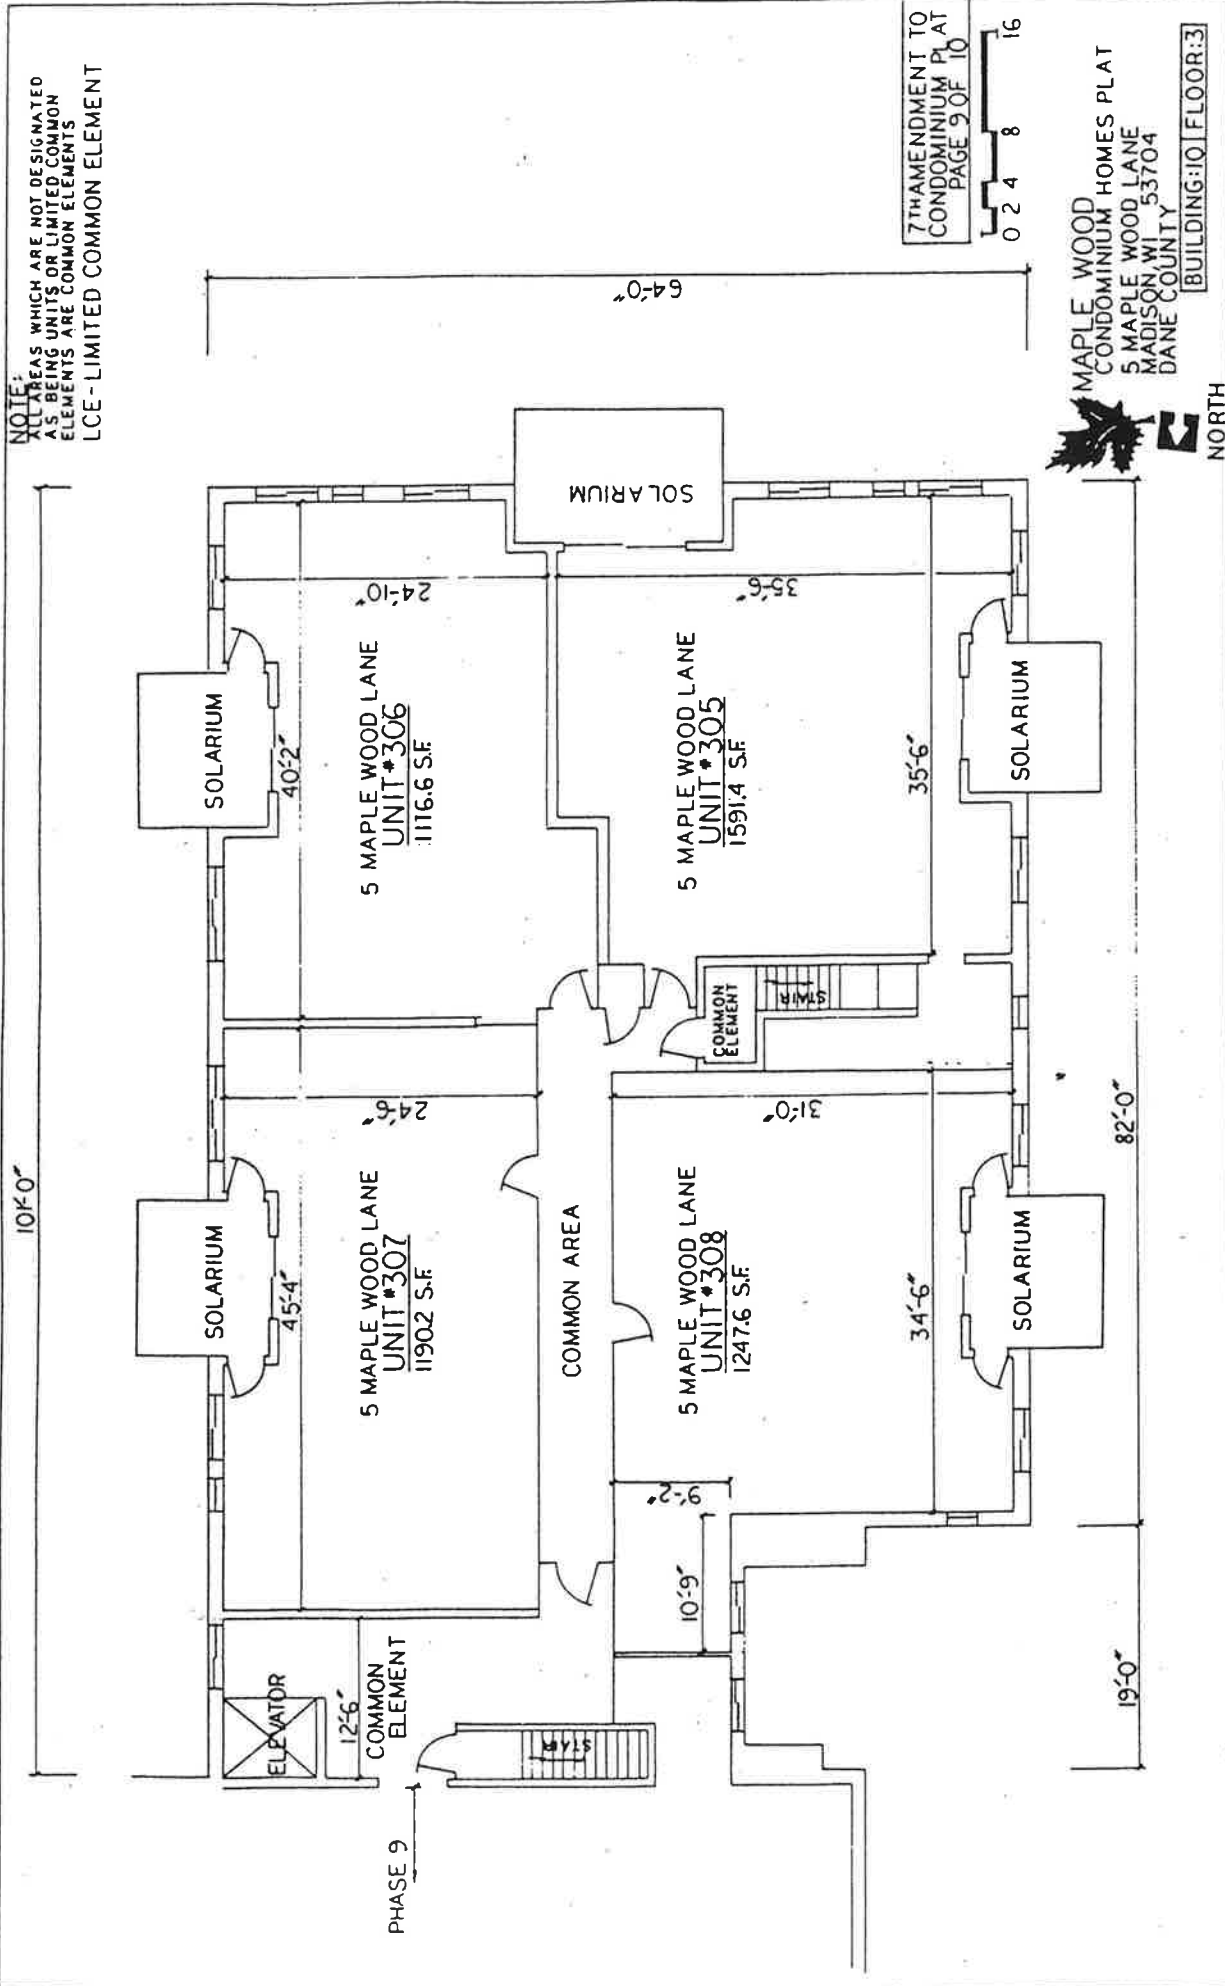 NOTE:
ALL AREAS WHICH ARE NOT DESIGNATED
AS BEING UNITS OR LIMITED COMMON
ELEMENTS ARE COMMON ELEMENTS
LCE-LIMITED COMMON ELEMENT
101'-0"
64'-0"
SOLARIUM
SOLARIUM
SOLARIUM
45'-4"
40'-2"
24'-10"
24'-6"
5 MAPLE WOOD LANE
UNIT #307
1190.2 S.F.
5 MAPLE WOOD LANE
UNIT #306
1116.6 S.F.
ELEVATOR
12'-6"
COMMON
ELEMENT
PHASE 9
STAIR
COMMON AREA
9'-2"
10'-9"
5 MAPLE WOOD LANE
UNIT #308
1247.6 S.F.
31'-0"
34'-6"
SOLARIUM
COMMON
ELEMENT
STAIR
5 MAPLE WOOD LANE
UNIT #305
1591.4 S.F.
35'-6"
35'-6"
SOLARIUM
19'-0"
82'-0"
7TH AMENDMENT TO
CONDOMINIUM PLAT
PAGE 9 OF 10
0 2 4 8 16
MAPLE WOOD
CONDOMINIUM HOMES PLAT
5 MAPLE WOOD LANE
MADISON, WI 53704
DANE COUNTY
BUILDING:10 FLOOR:3
NORTH